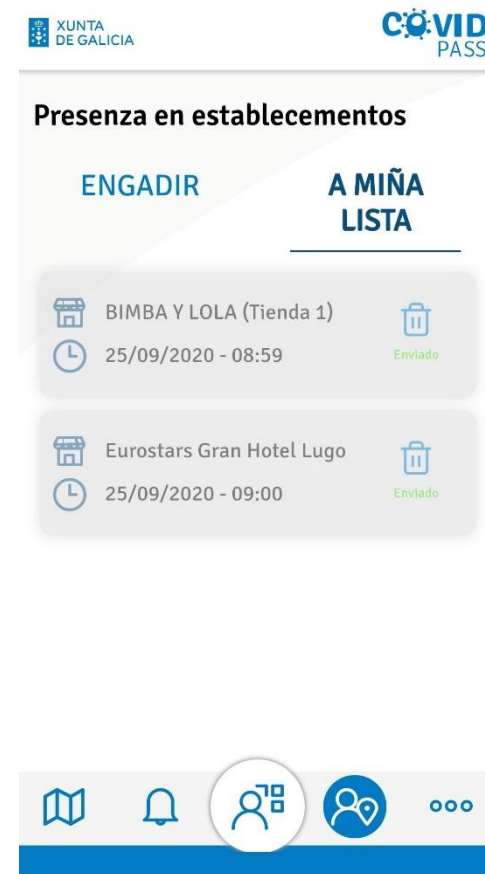 XUNTA
DE GALICIA
COVID
PASS
Presenza en establecementos
ENGADIR
A MIÑA
LISTA
BIMBA Y LOLA (Tienda 1)
25/09/2020 - 08:59
Enviado
Eurostars Gran Hotel Lugo
25/09/2020 - 09:00
Enviado